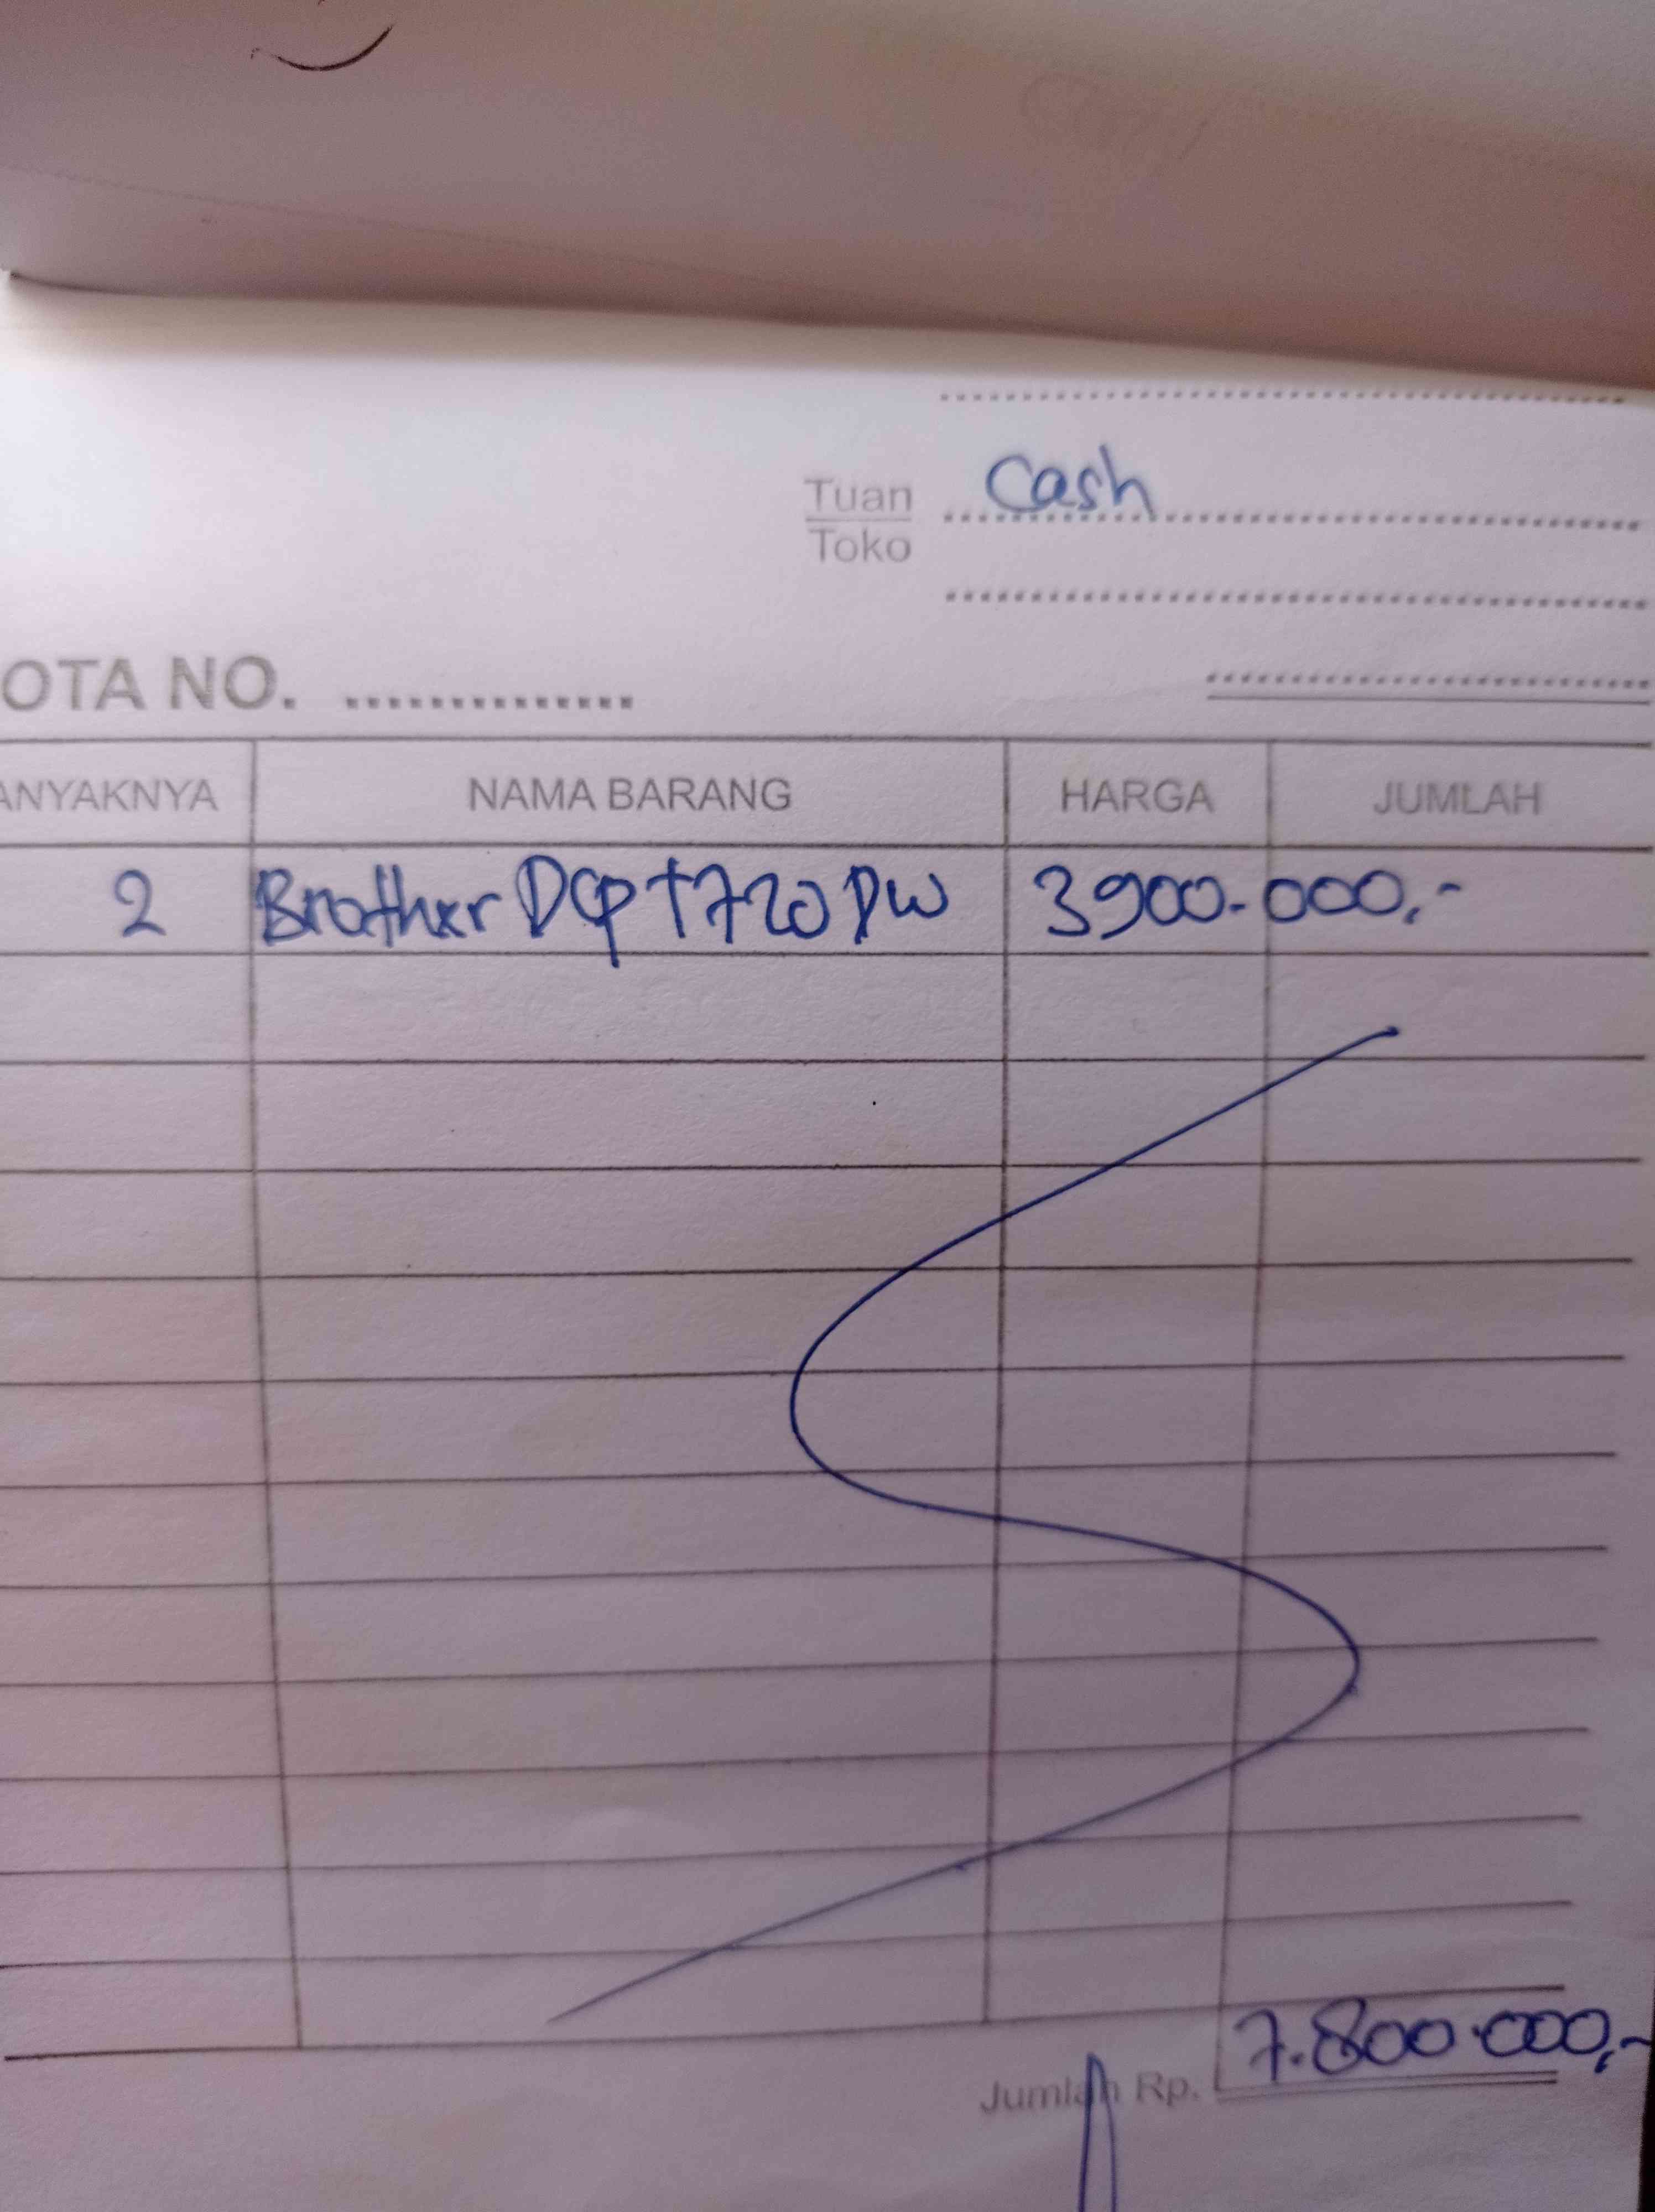 Tuan Cash
Toko
OTA NO. ..............
ANYAKNYA NAMA BARANG HARGA JUMLAH
2 Brother DCP T720 DW 3900.000,-
Jumlah Rp. 7.800.000,-